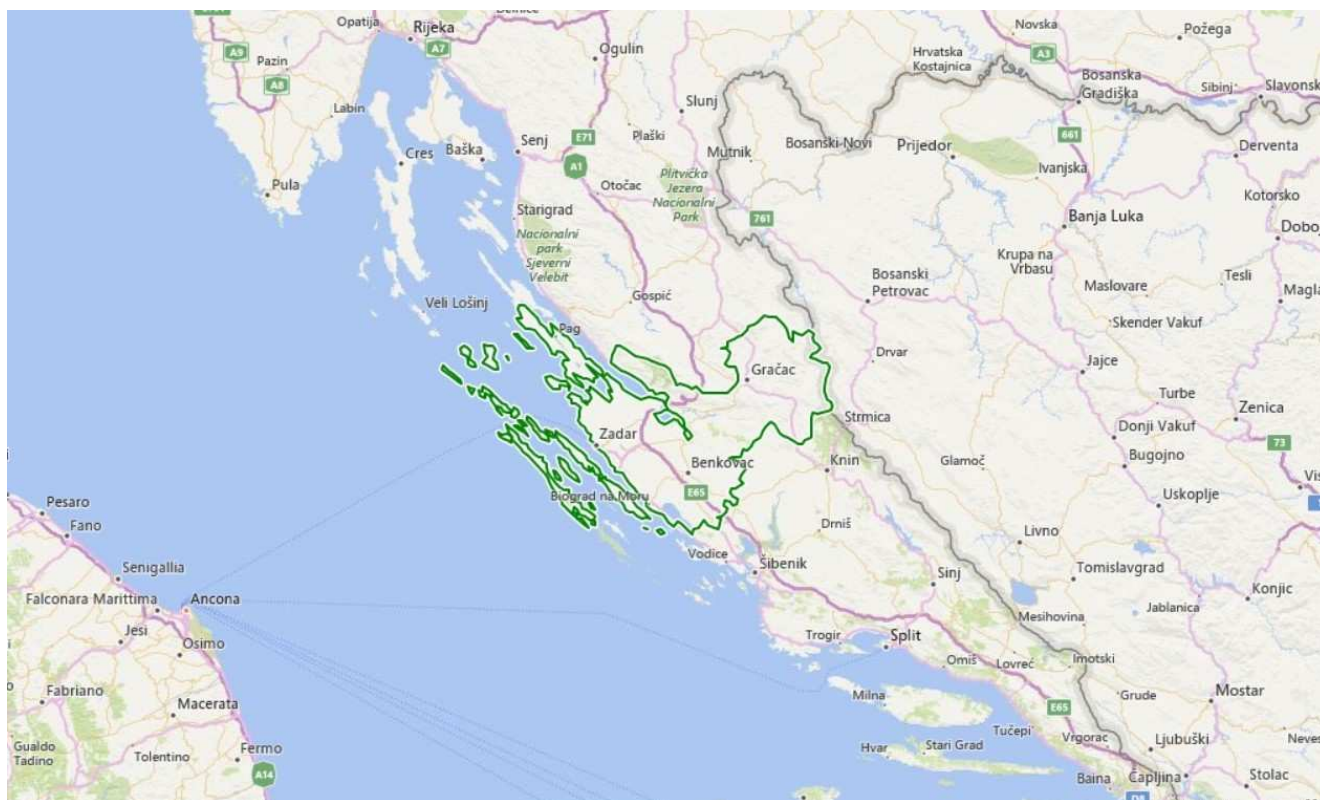 Opatija
Rijeka
A7
A9
Pazin
A8
Labin
Pula
Cres
Baška
Senj
Ogulin
E71
A1
Plaški
Slunj
Otočac
Plitvička
Jezera
Nacionalni
Park
Starigrad
Nacionalni
park
Sjeverni
Velebit
Veli Lošinj
Gospić
Pag
Novska
A3
Požega
Hrvatska
Kostajnica
Bosanska
Gradiška
Sibinj
Slavonsk
661
Mutnik
Bosanski Novi
Prijedor
Ivanjska
Derventa
Kotorsko
Banja Luka
Doboj
761
Krupa na
Vrbasu
Tesli
Maslovare
Magla
Bosanski
Petrovac
Skender Vakuf
Drvar
Jajce
Gračac
Turbe
Zenica
Strmica
Donji Vakuf
73
Zadar
Benkovac
Knin
Glamoč
Bugojno
Vis
Biograd na Moru
E65
Uskoplje
Drniš
Livno
Vodice
Šibenik
Tomislavgrad
Konjic
Sinj
Jablanica
Mesihovina
Trogir
Split
Omiš
Lovreć
Imotski
Milna
Grude
Mostar
E65
Tučepi
Vrgorac
Ljubuški
Neves
Hvar
Stari Grad
Baina
Čapljina
Stolac
D8
Pesaro
Fano
Senigallia
Falconara Marittima
Ancona
Jesi
Osimo
Fabriano
Macerata
Gualdo
Tadino
Tolentino
Fermo
A14